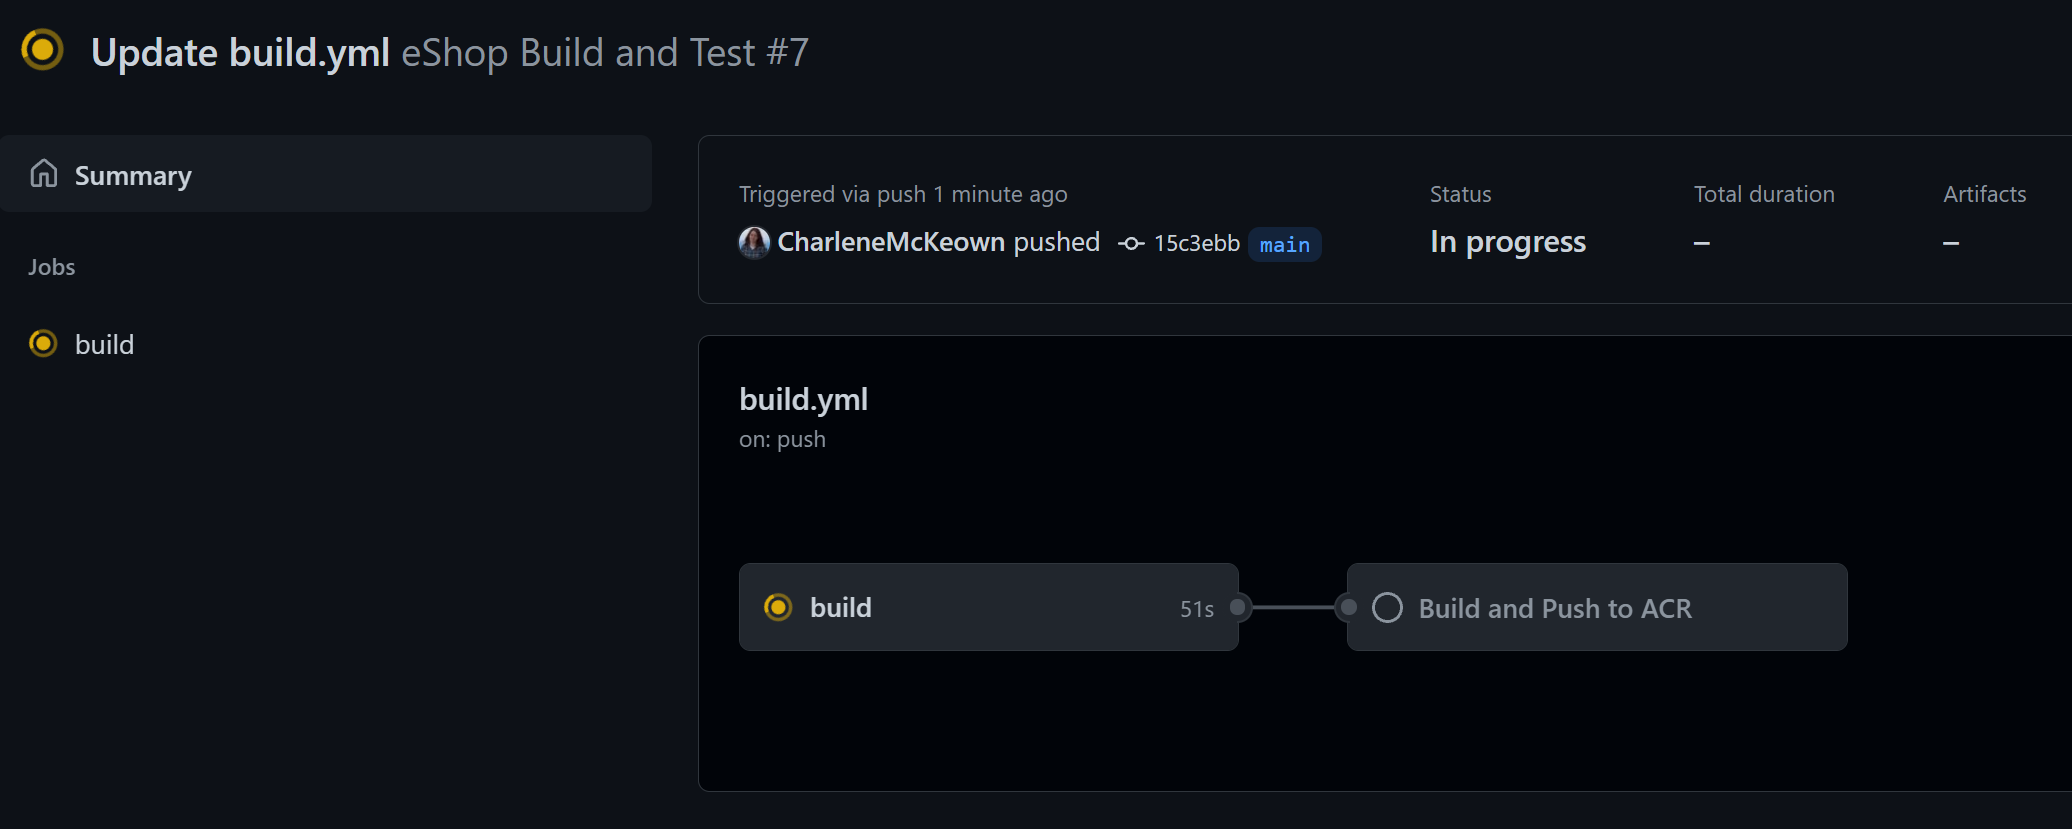 Update build.yml eShop Build and Test #7
Summary
Jobs
build
Triggered via push 1 minute ago
CharleneMcKeown pushed 15c3ebb main
Status
In progress
Total duration
–
Artifacts
–
build.yml
on: push
build 51s
Build and Push to ACR